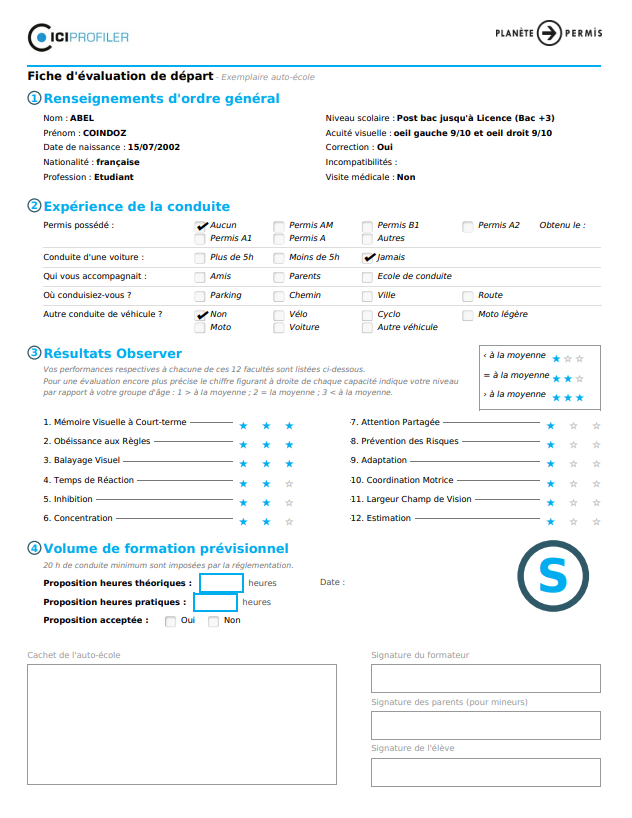 ICIPROFILER
PLANÈTE PERMIS
Fiche d'évaluation de départ - Exemplaire auto-école
1 Renseignements d'ordre général
Nom : ABEL
Niveau scolaire : Post bac jusqu'à Licence (Bac +3)
Prénom : COINDOZ
Acuité visuelle : oeil gauche 9/10 et oeil droit 9/10
Date de naissance : 15/07/2002
Correction : Oui
Nationalité : française
Incompatibilités :
Profession : Etudiant
Visite médicale : Non
2 Expérience de la conduite
Permis possédé : Aucun Permis AM Permis B1 Permis A2 Obtenu le :
Permis A1 Permis A Autres
Conduite d'une voiture : Plus de 5h Moins de 5h Jamais
Qui vous accompagnait : Amis Parents Ecole de conduite
Où conduisiez-vous ? Parking Chemin Ville Route
Autre conduite de véhicule ? Non Vélo Cyclo Moto légère
Moto Voiture Autre véhicule
3 Résultats Observer
Vos performances respectives à chacune de ces 12 facultés sont listées ci-dessous.
Pour une évaluation encore plus précise le chiffre figurant à droite de chaque capacité indique votre niveau
par rapport à votre groupe d'âge : 1 > à la moyenne ; 2 = la moyenne ; 3 < à la moyenne.
‹ à la moyenne ★☆☆
= à la moyenne ★★☆
› à la moyenne ★★★
1. Mémoire Visuelle à Court-terme ★ ★ ★
2. Obéissance aux Règles ★ ★ ★
3. Balayage Visuel ★ ★ ★
4. Temps de Réaction ★ ★ ☆
5. Inhibition ★ ★ ☆
6. Concentration ★ ★ ☆
7. Attention Partagée ★ ☆ ☆
8. Prévention des Risques ★ ☆ ☆
9. Adaptation ★ ☆ ☆
10. Coordination Motrice ★ ☆ ☆
11. Largeur Champ de Vision ★ ☆ ☆
12. Estimation ★ ☆ ☆
4 Volume de formation prévisionnel
20 h de conduite minimum sont imposées par la réglementation.
Proposition heures théoriques : heures
Date :
Proposition heures pratiques : heures
Proposition acceptée : Oui Non
S
Cachet de l'auto-école
Signature du formateur
Signature des parents (pour mineurs)
Signature de l'élève